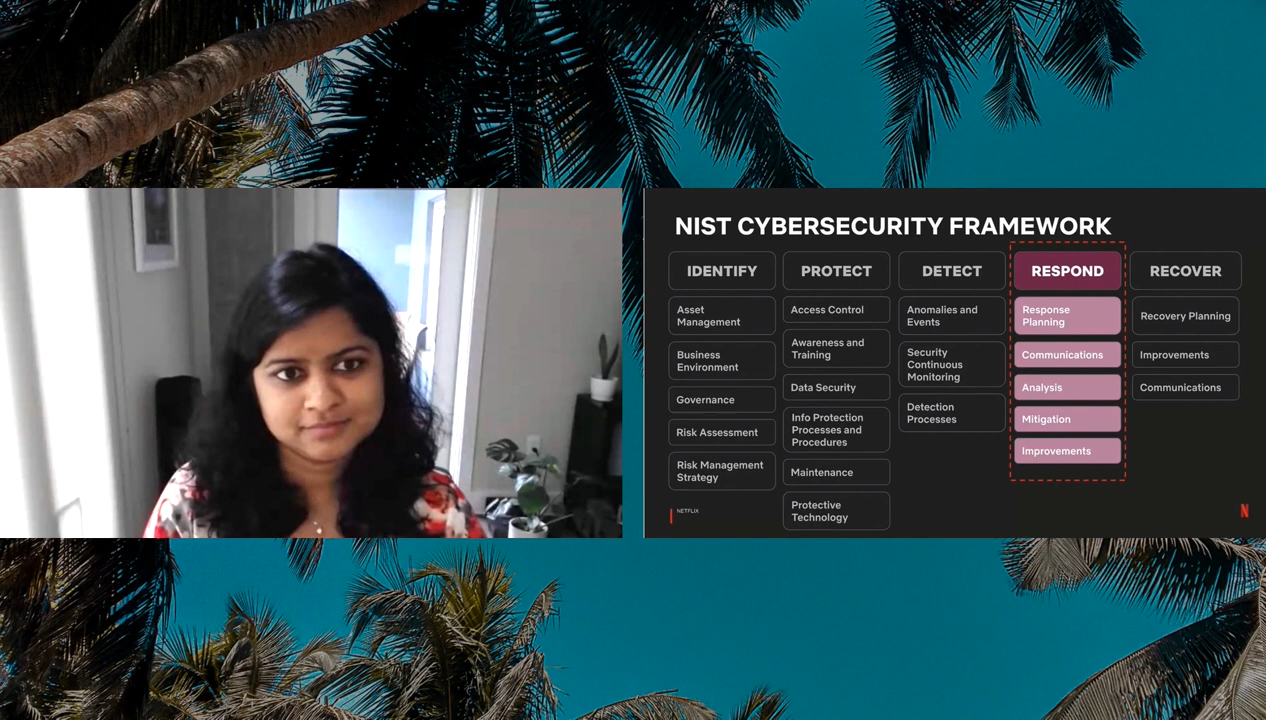 NIST CYBERSECURITY FRAMEWORK
IDENTIFY
Asset
Management
Business
Environment
Governance
Risk Assessment
Risk Management
Strategy
PROTECT
Access Control
Awareness and
Training
Data Security
Info Protection
Processes and
Procedures
Maintenance
Protective
Technology
DETECT
Anomalies and
Events
Security
Continuous
Monitoring
Detection
Processes
RESPOND
Response
Planning
Communications
Analysis
Mitigation
Improvements
RECOVER
Recovery Planning
Improvements
Communications
NETFLIX
N